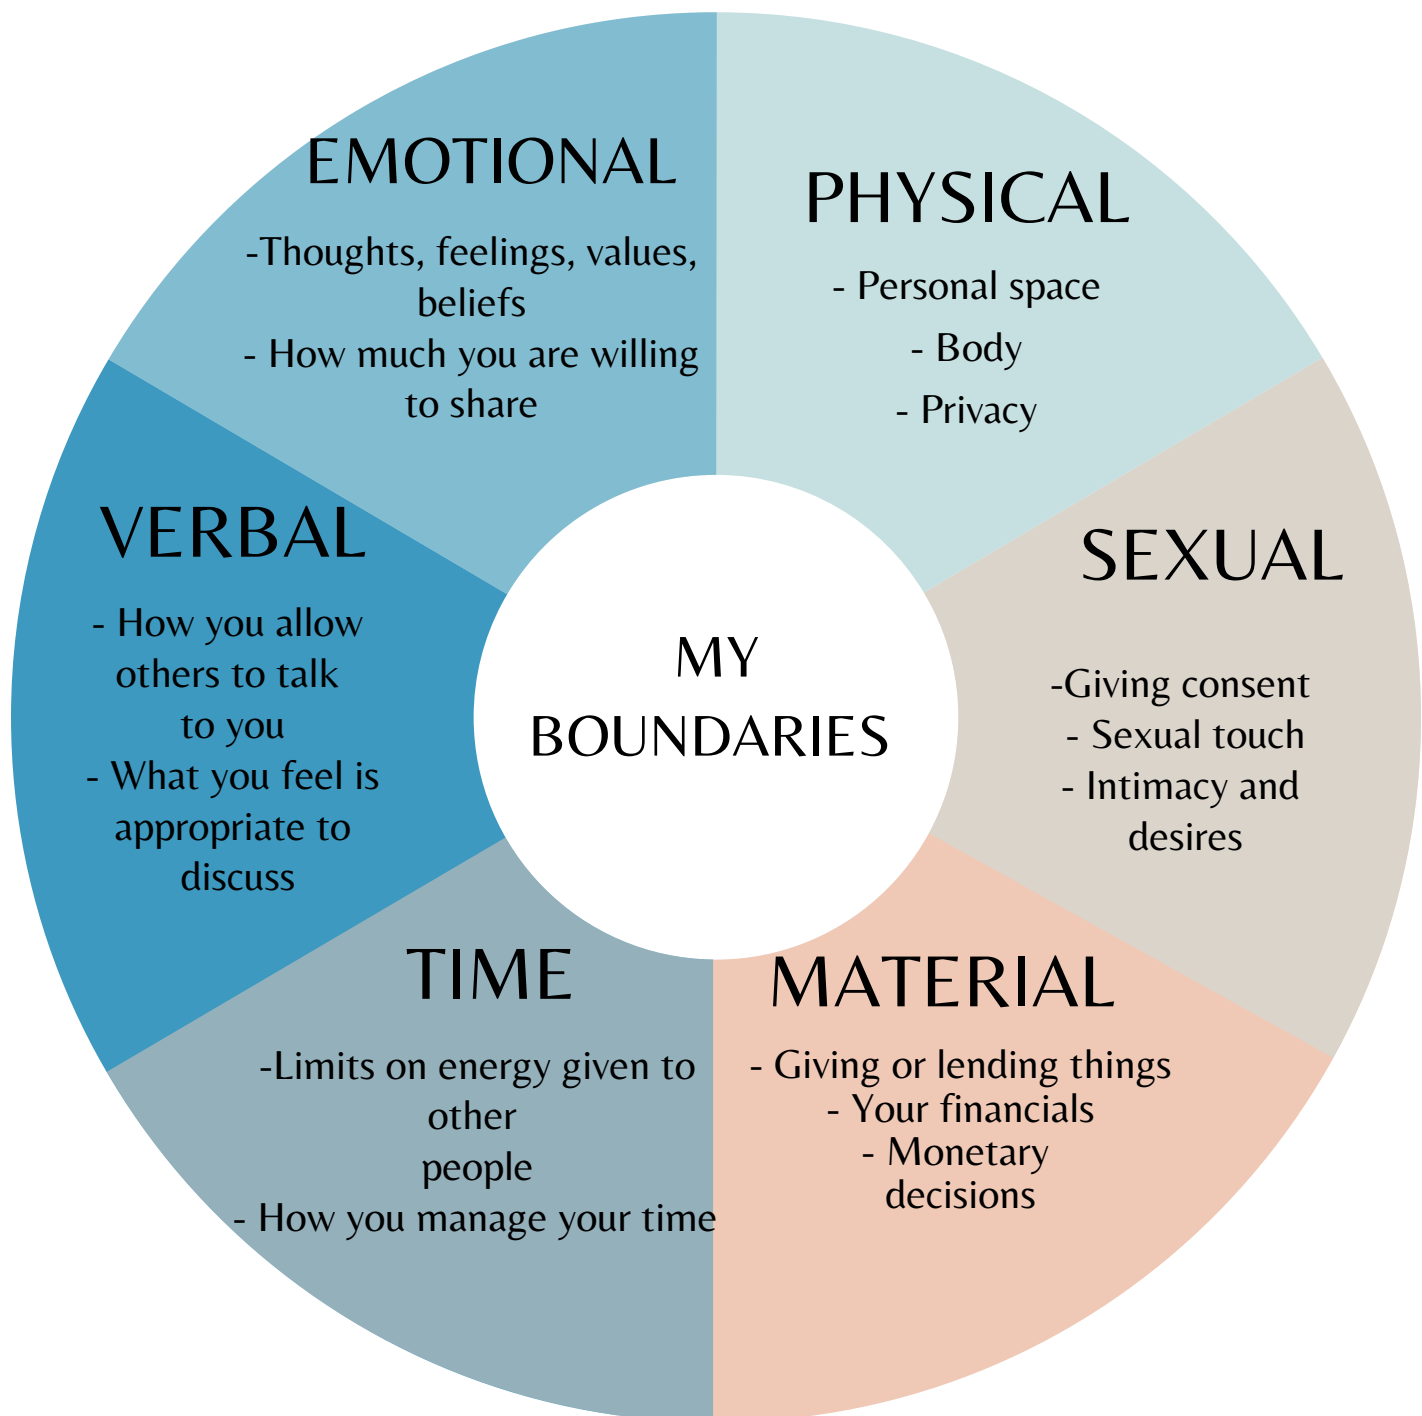 EMOTIONAL
-Thoughts, feelings, values,
beliefs
- How much you are willing
to share
PHYSICAL
- Personal space
- Body
- Privacy
SEXUAL
-Giving consent
- Sexual touch
- Intimacy and
desires
MATERIAL
- Giving or lending things
- Your financials
- Monetary
decisions
TIME
-Limits on energy given to
other
people
- How you manage your time
VERBAL
- How you allow
others to talk
to you
- What you feel is
appropriate to
discuss
MY
BOUNDARIES